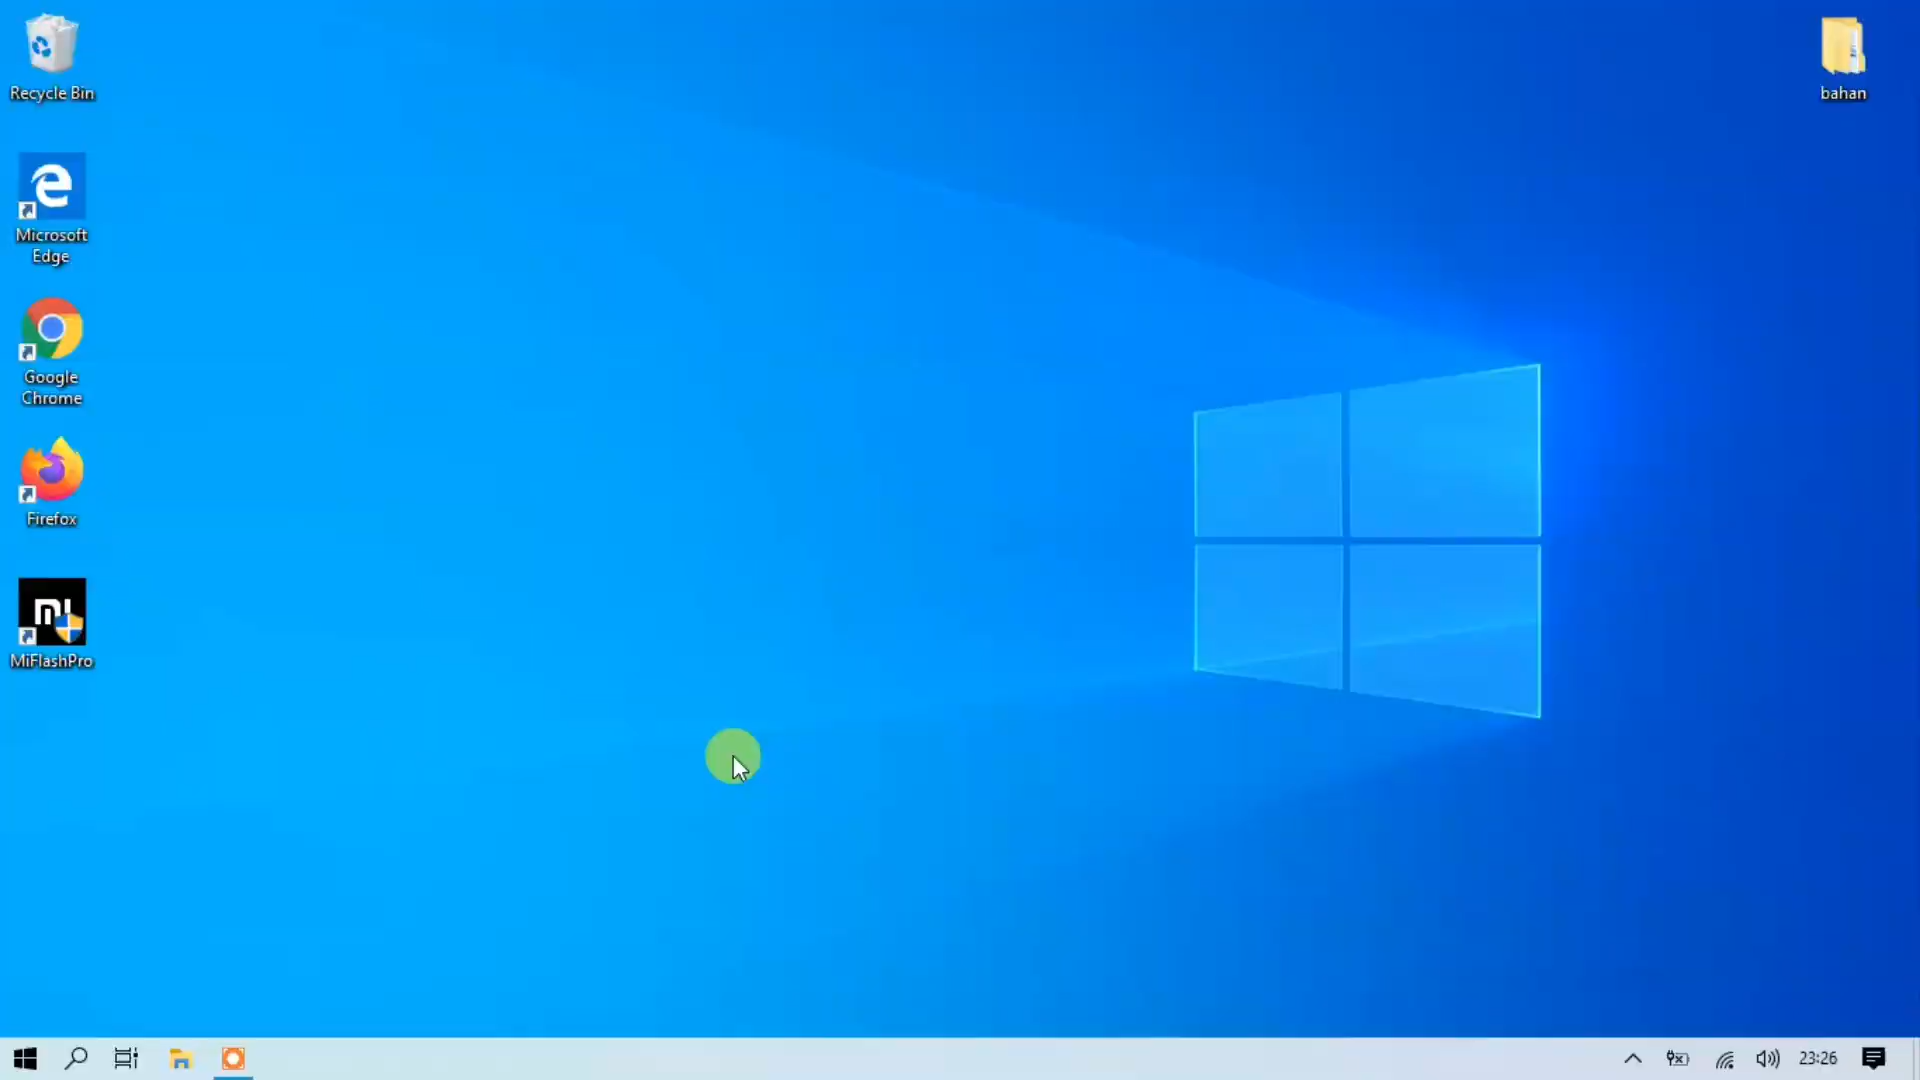 Recycle Bin
bahan
Microsoft
Edge
Google
Chrome
Firefox
MiFlashPro
23:26